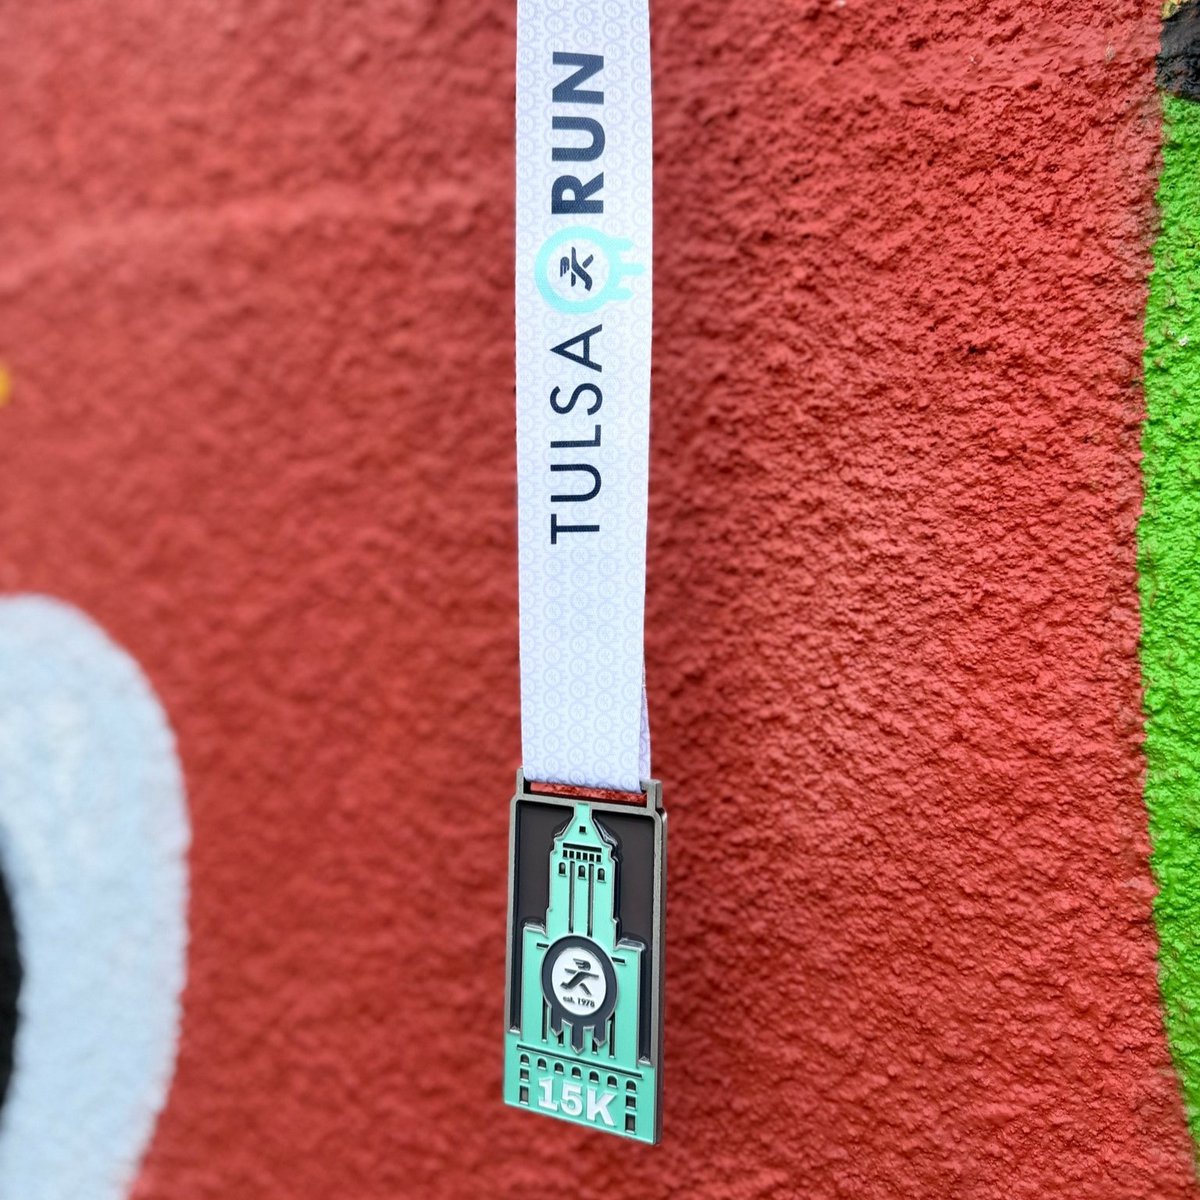 TULSA RUN
est. 1978
15K